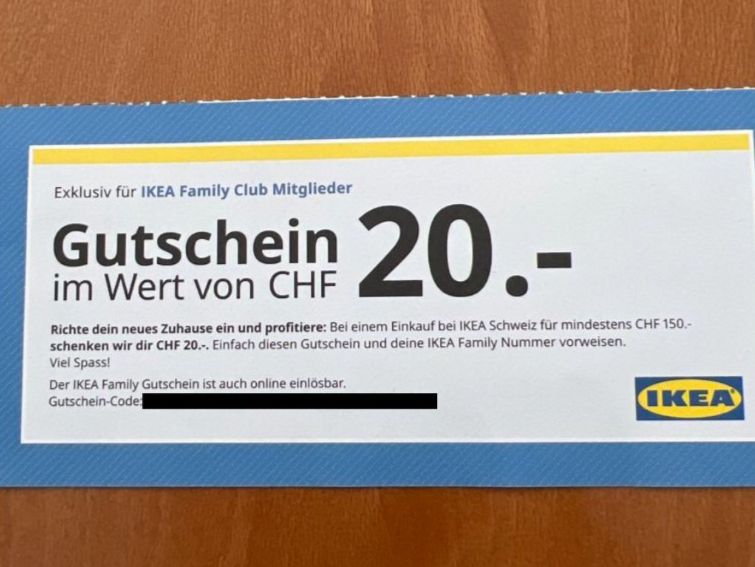 Exklusiv für IKEA Family Club Mitglieder
Gutschein
im Wert von CHF 20.-
Richte dein neues Zuhause ein und profitiere: Bei einem Einkauf bei IKEA Schweiz für mindestens CHF 150.-
schenken wir dir CHF 20.-. Einfach diesen Gutschein und deine IKEA Family Nummer vorweisen.
Viel Spass!
Der IKEA Family Gutschein ist auch online einlösbar.
Gutschein-Code:
IKEA